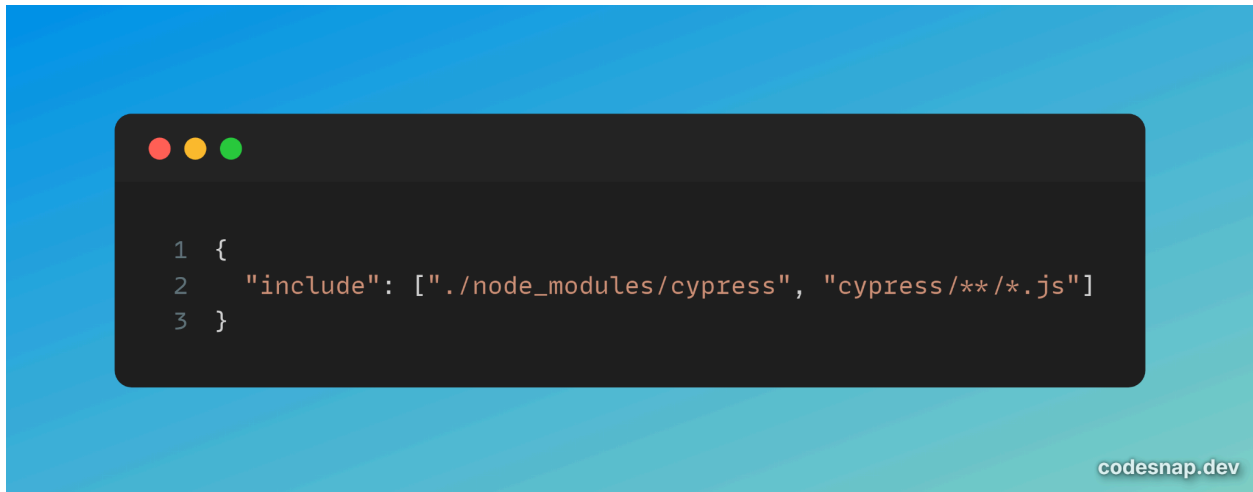 1 {
2   "include": ["./node_modules/cypress", "cypress/**/*.js"]
3 }
codesnap.dev